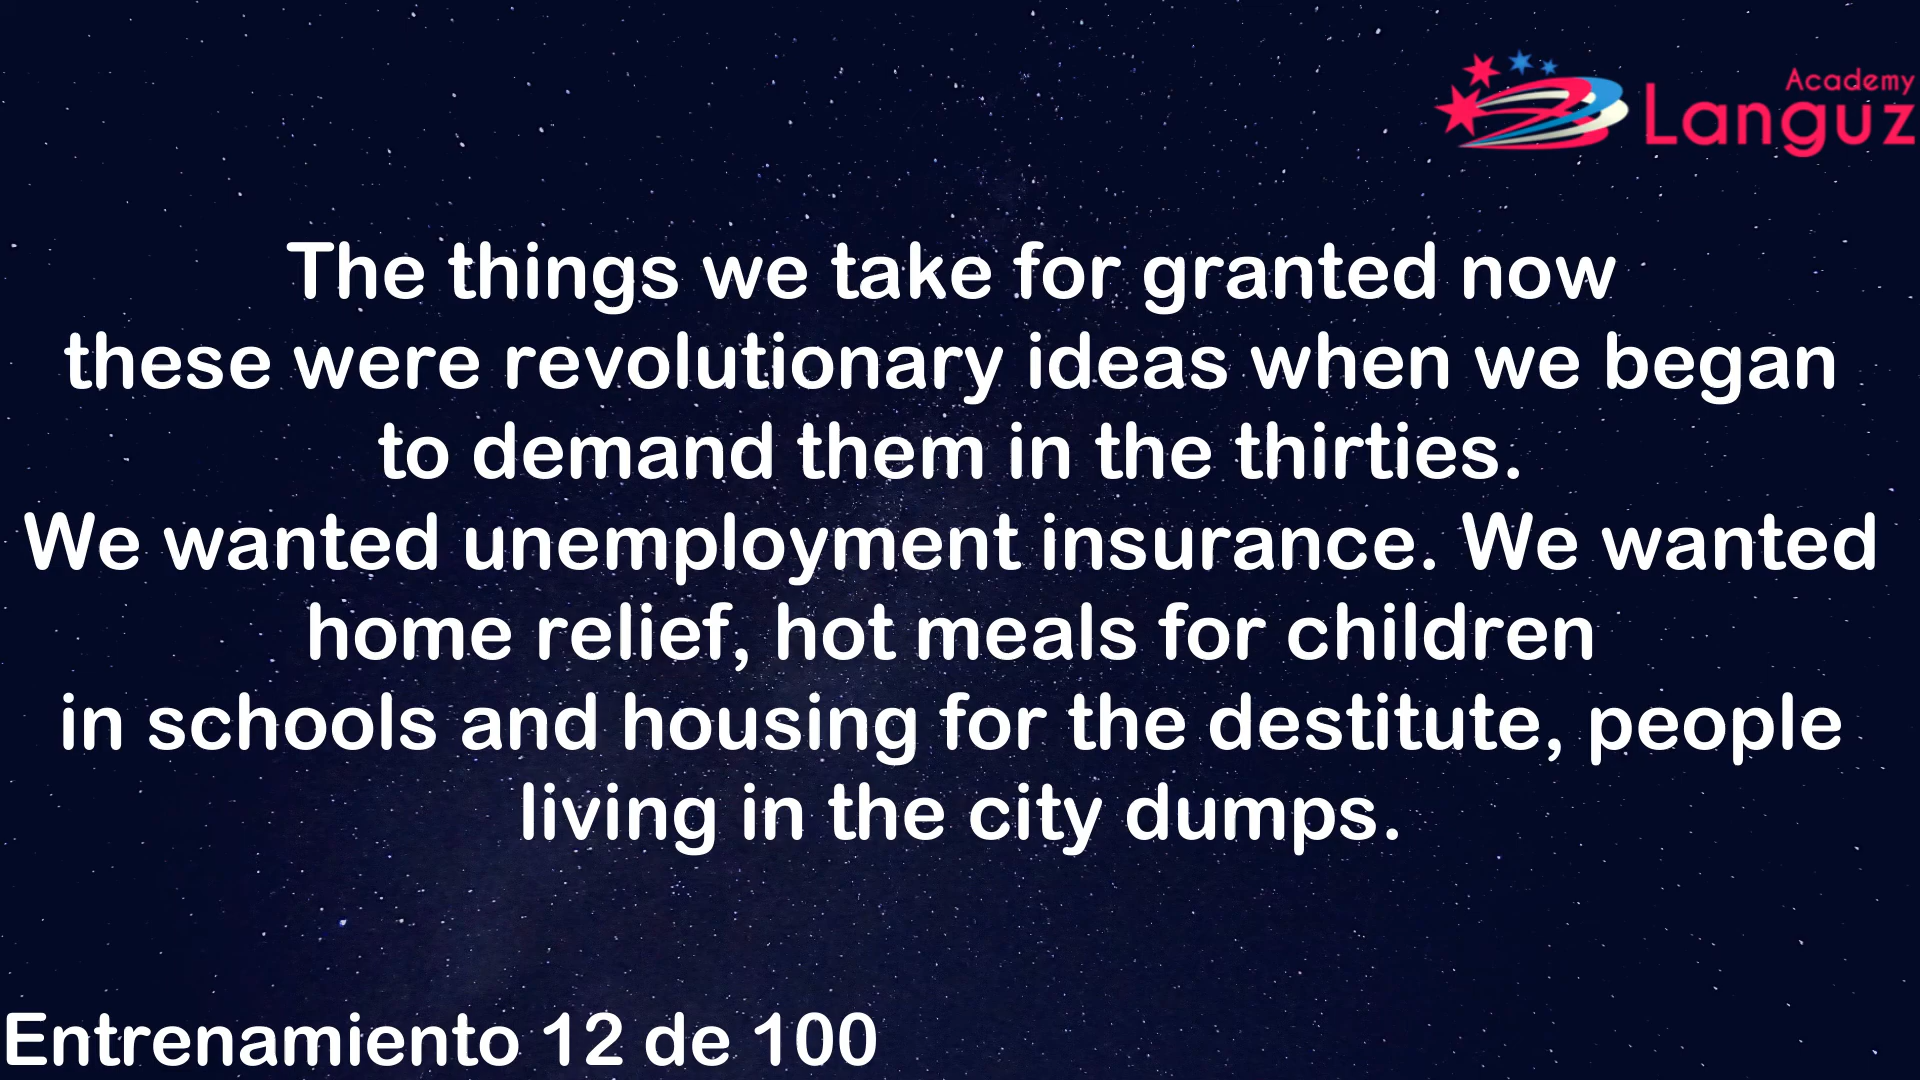 Academy
Languz
The things we take for granted now
these were revolutionary ideas when we began
to demand them in the thirties.
We wanted unemployment insurance. We wanted
home relief, hot meals for children
in schools and housing for the destitute, people
living in the city dumps.
Entrenamiento 12 de 100